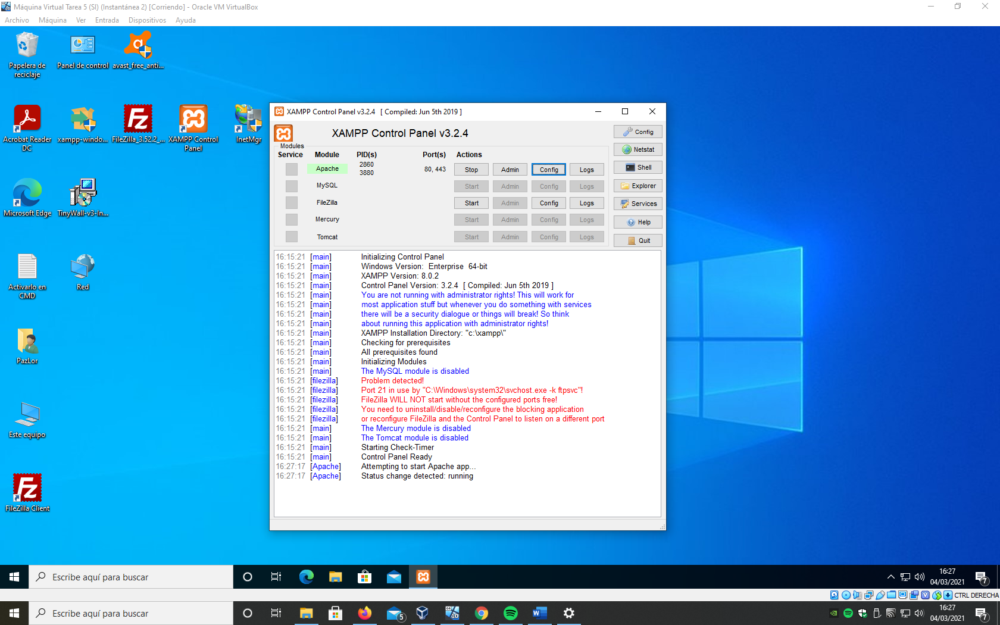 Máquina Virtual Tarea 5 (SI) (Instantánea 2) [Corriendo] - Oracle VM VirtualBox
Archivo Máquina Ver Entrada Dispositivos Ayuda
Papelera de reciclaje
Panel de control
avast_free_anti...
Acrobat Reader DC
xampp-windo...
FileZilla_3.52.2_...
XAMPP Control Panel
InetMgr
Microsoft Edge
TinyWall-v3-In...
Activarlo en CMD
Red
PazLor
Este equipo
FileZilla Client
XAMPP Control Panel v3.2.4 [ Compiled: Jun 5th 2019 ]
XAMPP Control Panel v3.2.4
Modules
Service Module PID(s) Port(s) Actions
Apache 2860 3880 80, 443 Stop Admin Config Logs
MySQL Start Admin Config Logs
FileZilla Start Admin Config Logs
Mercury Start Admin Config Logs
Tomcat Start Admin Config Logs
Config
Netstat
Shell
Explorer
Services
Help
Quit
16:15:21 [main] Initializing Control Panel
16:15:21 [main] Windows Version: Enterprise 64-bit
16:15:21 [main] XAMPP Version: 8.0.2
16:15:21 [main] Control Panel Version: 3.2.4 [ Compiled: Jun 5th 2019 ]
16:15:21 [main] You are not running with administrator rights! This will work for
16:15:21 [main] most application stuff but whenever you do something with services
16:15:21 [main] there will be a security dialogue or things will break! So think
16:15:21 [main] about running this application with administrator rights!
16:15:21 [main] XAMPP Installation Directory: "c:\xampp\"
16:15:21 [main] Checking for prerequisites
16:15:21 [main] All prerequisites found
16:15:21 [main] Initializing Modules
16:15:21 [main] The MySQL module is disabled
16:15:21 [filezilla] Problem detected!
16:15:21 [filezilla] Port 21 in use by "C:\Windows\system32\svchost.exe -k ftpsvc"!
16:15:21 [filezilla] FileZilla WILL NOT start without the configured ports free!
16:15:21 [filezilla] You need to uninstall/disable/reconfigure the blocking application
16:15:21 [filezilla] or reconfigure FileZilla and the Control Panel to listen on a different port
16:15:21 [main] The Mercury module is disabled
16:15:21 [main] The Tomcat module is disabled
16:15:21 [main] Starting Check-Timer
16:15:21 [main] Control Panel Ready
16:27:17 [Apache] Attempting to start Apache app...
16:27:17 [Apache] Status change detected: running
Escribe aquí para buscar
16:27
04/03/2021
7
CTRL DERECHA
Escribe aquí para buscar
5
10
16:27
04/03/2021
7